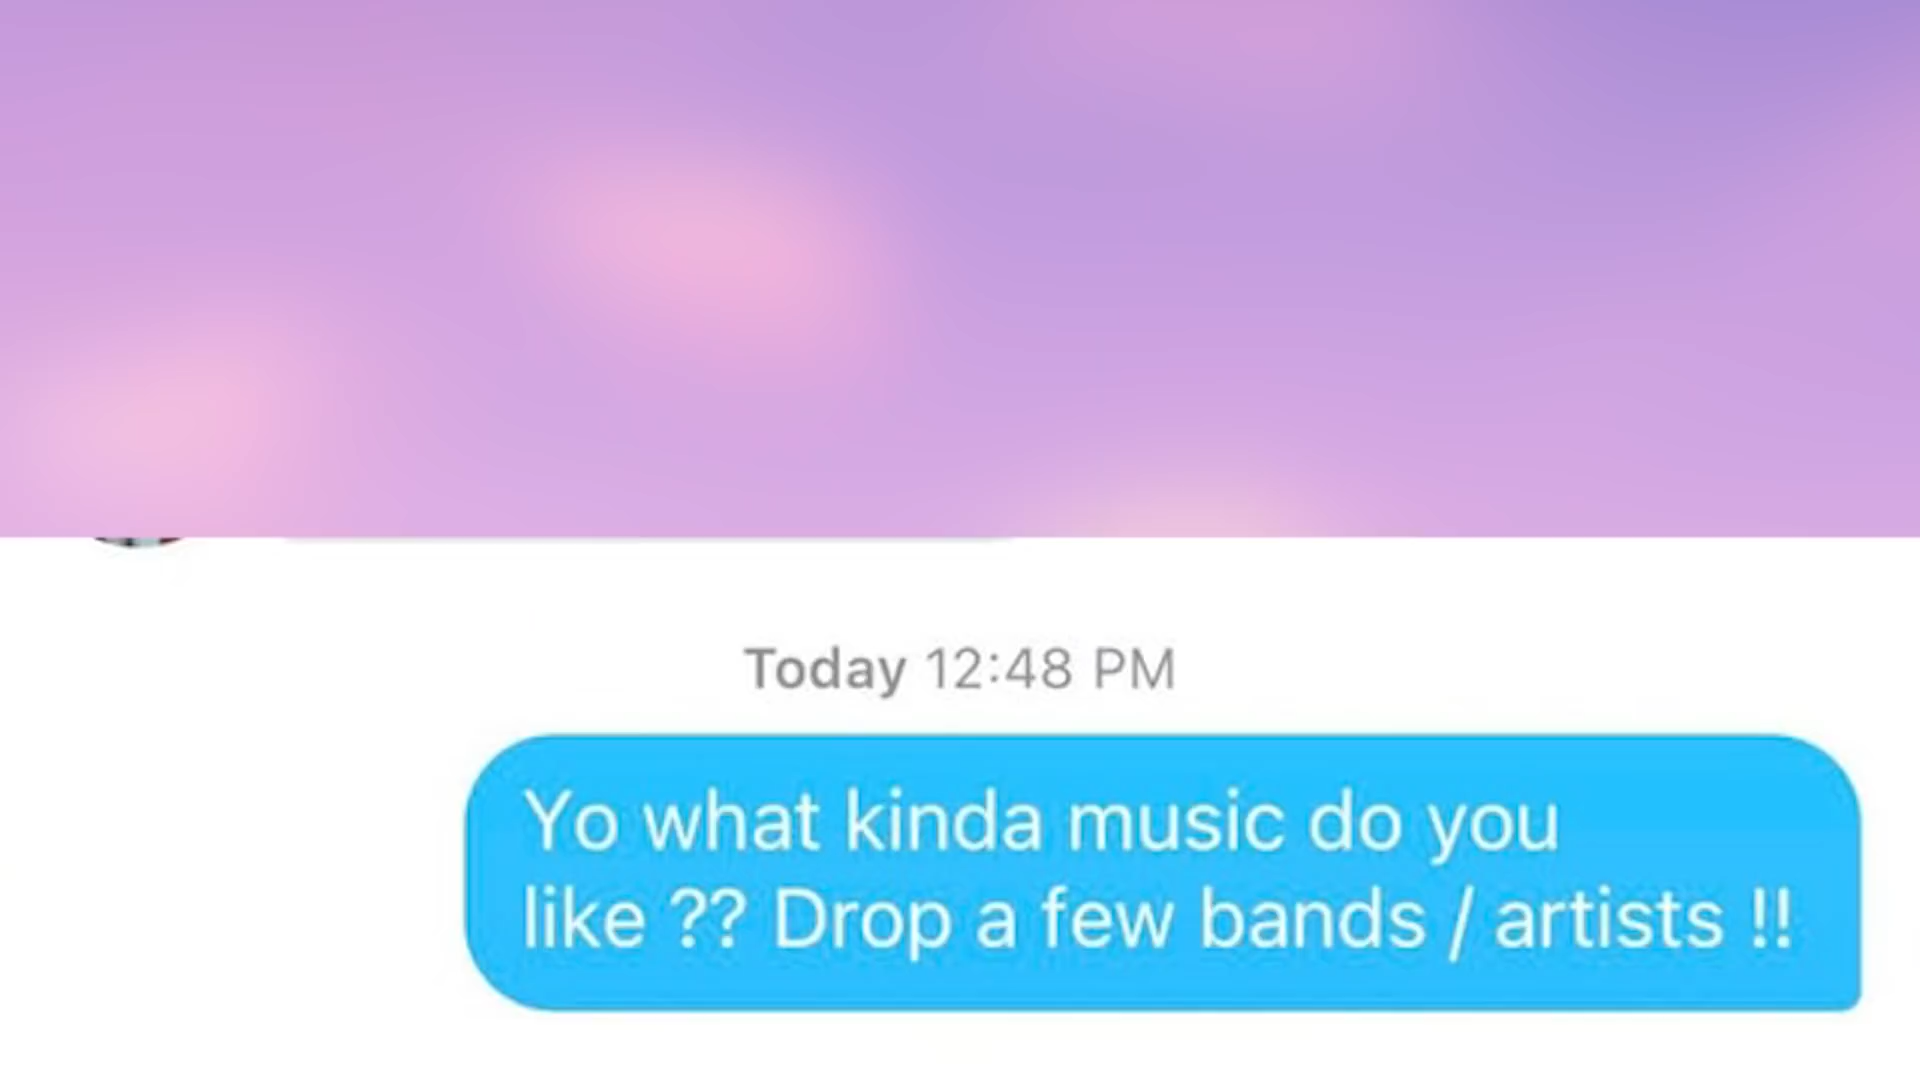 Today 12:48 PM
Yo what kinda music do you
like ?? Drop a few bands / artists !!